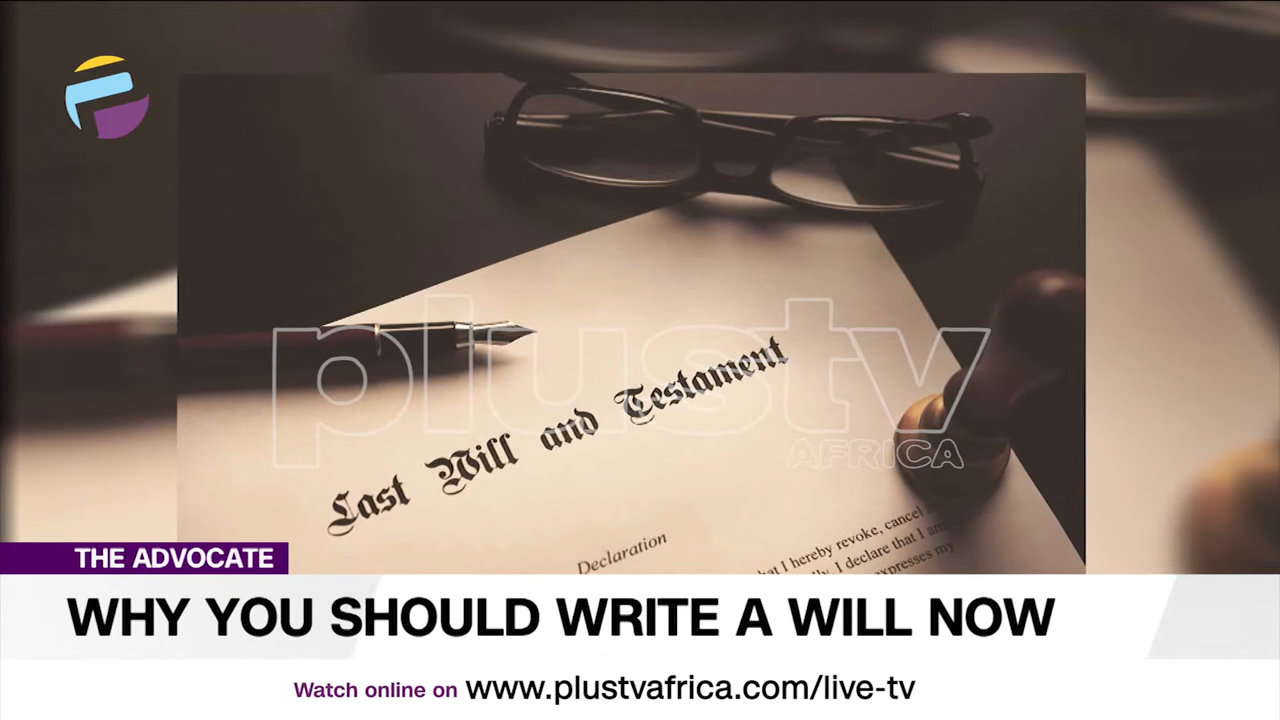 plustv
AFRICA
Last Will and Testament
Declaration
that I hereby revoke, cancel
I declare that I am
expresses my
THE ADVOCATE
WHY YOU SHOULD WRITE A WILL NOW
Watch online on www.plustvafrica.com/live-tv